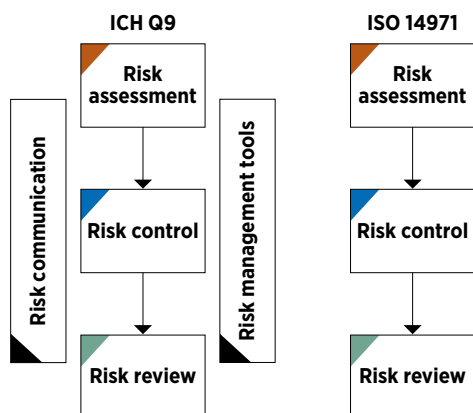 ICH Q9
ISO 14971
Risk
assessment
Risk communication
Risk management tools
Risk control
Risk review
Risk
assessment
Risk control
Risk review